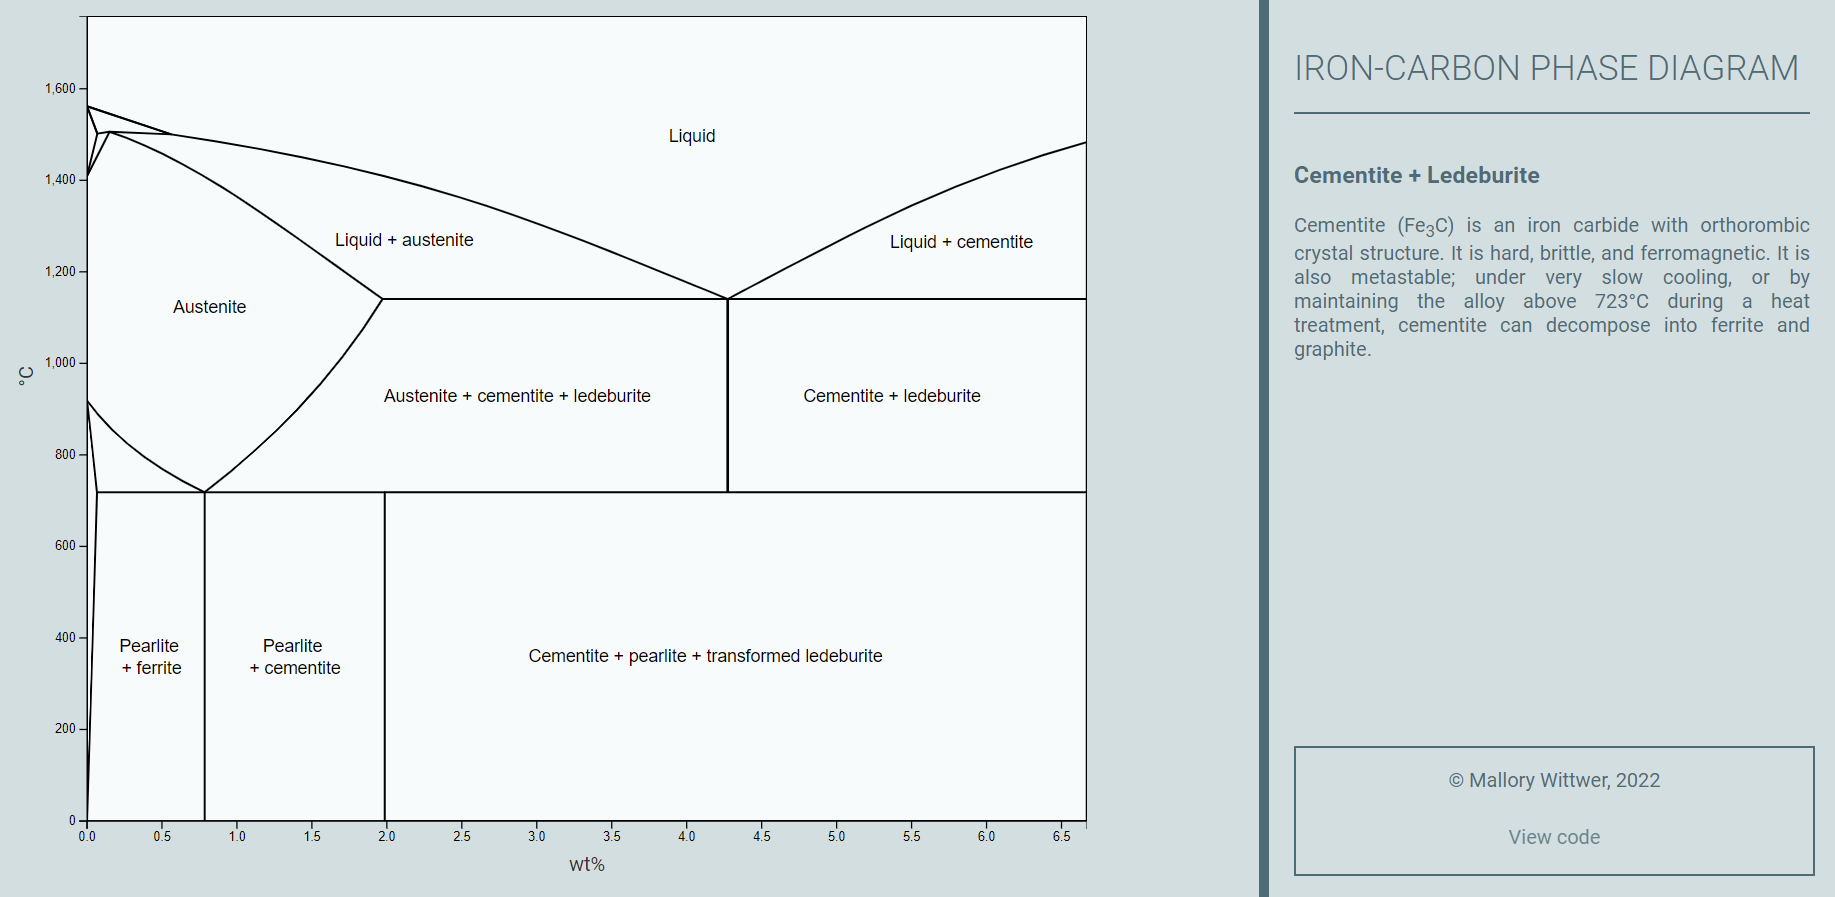 1,600
1,400
1,200
1,000
800
600
400
200
0
°C
0.0 0.5 1.0 1.5 2.0 2.5 3.0 3.5 4.0 4.5 5.0 5.5 6.0 6.5
wt%
Liquid
Liquid + austenite
Liquid + cementite
Austenite
Austenite + cementite + ledeburite
Cementite + ledeburite
Pearlite
+ ferrite
Pearlite
+ cementite
Cementite + pearlite + transformed ledeburite
IRON-CARBON PHASE DIAGRAM
Cementite + Ledeburite
Cementite (Fe₃C) is an iron carbide with orthorombic
crystal structure. It is hard, brittle, and ferromagnetic. It is
also metastable; under very slow cooling, or by
maintaining the alloy above 723°C during a heat
treatment, cementite can decompose into ferrite and
graphite.
© Mallory Wittwer, 2022
View code